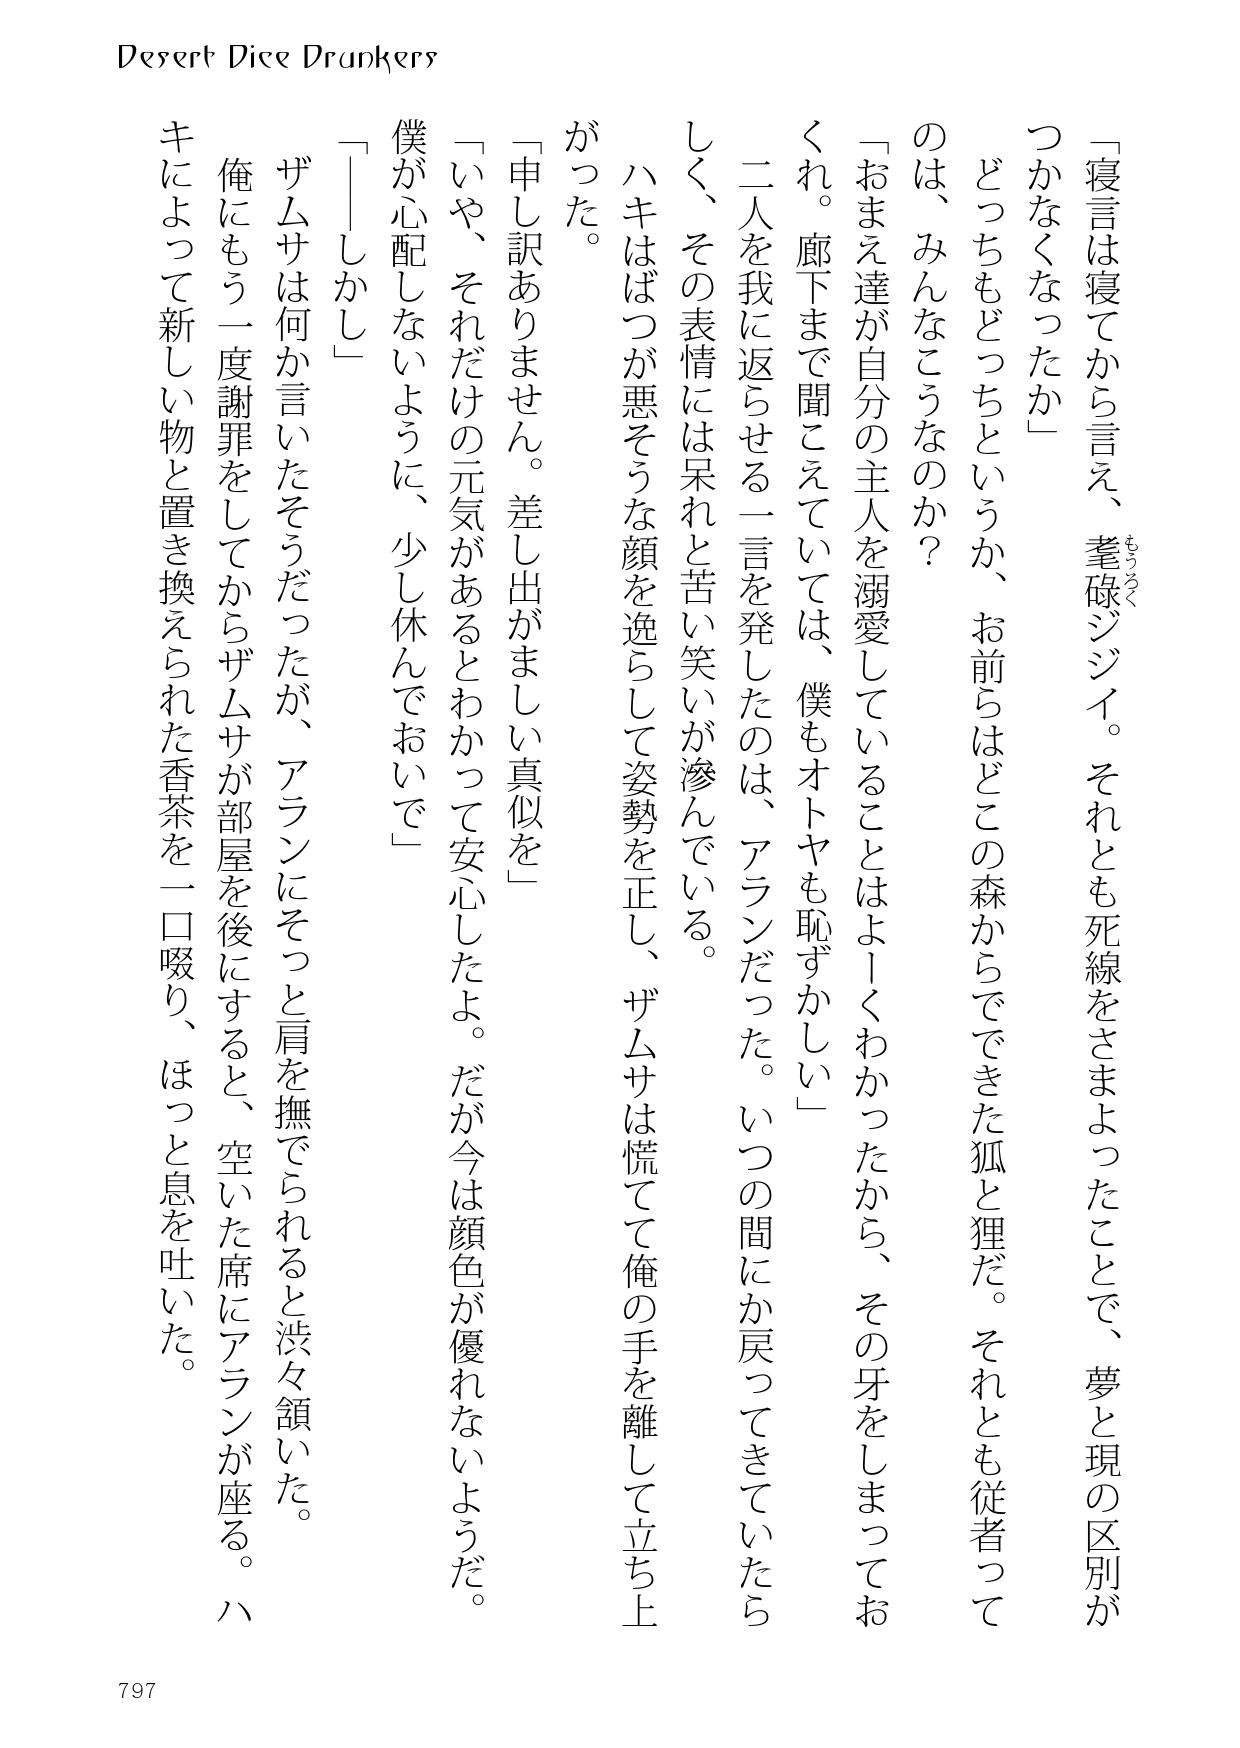 Desert Dice Drunkers
「寝言は寝てから言え、耄碌ジジイ。それとも死線をさまよったことで、夢と現の区別が
もうろく
つかなくなったか」
　どっちもどっちというか、お前らはどこの森からでてきた狐と狸だ。それとも従者って
のは、みんなこうなのか？
「おまえ達が自分の主人を溺愛していることはよーくわかったから、その牙をしまってお
くれ。廊下まで聞こえていては、僕もオトヤも恥ずかしい」
　二人を我に返らせる一言を発したのは、アランだった。いつの間にか戻ってきていたら
しく、その表情には呆れと苦い笑いが滲んでいる。
　ハキはばつが悪そうな顔を逸らして姿勢を正し、ザムサは慌てて俺の手を離して立ち上
がった。
「申し訳ありません。差し出がましい真似を」
「いや、それだけの元気があるとわかって安心したよ。だが今は顔色が優れないようだ。
僕が心配しないように、少し休んでおいで」
「――しかし」
　ザムサは何か言いたそうだったが、アランにそっと肩を撫でられると渋々頷いた。
　俺にもう一度謝罪をしてからザムサが部屋を後にすると、空いた席にアランが座る。ハ
キによって新しい物と置き換えられた香茶を一口啜り、ほっと息を吐いた。
797